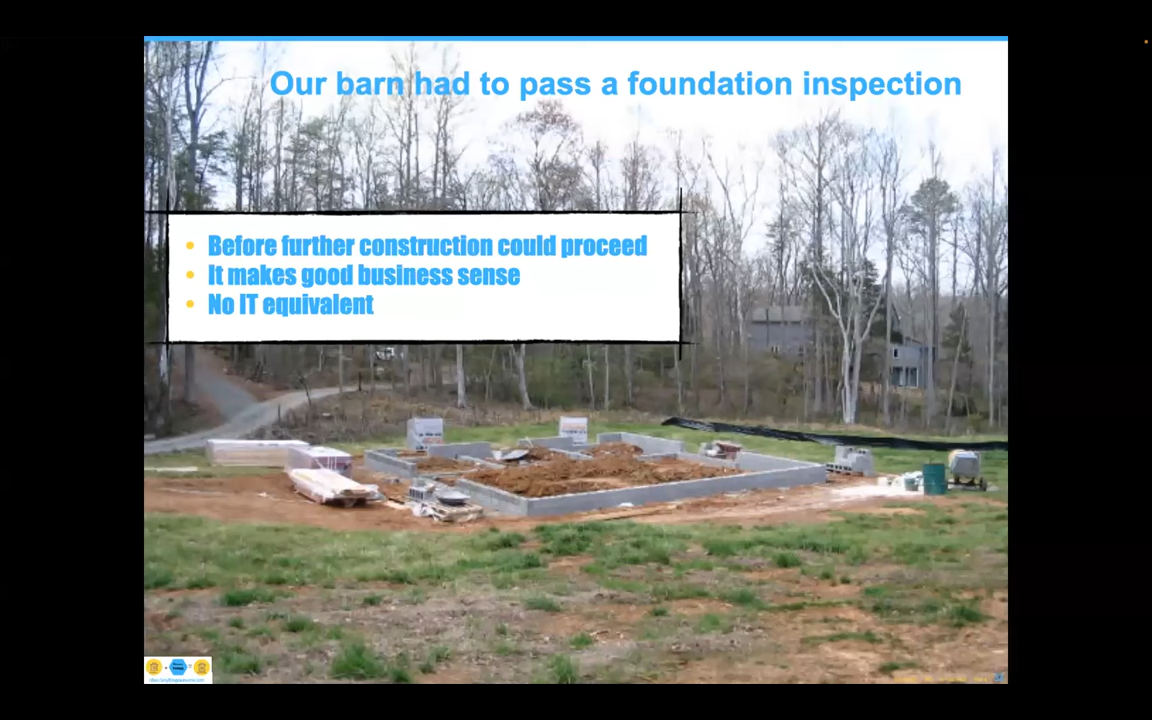 Our barn had to pass a foundation inspection
• Before further construction could proceed
• It makes good business sense
• No IT equivalent